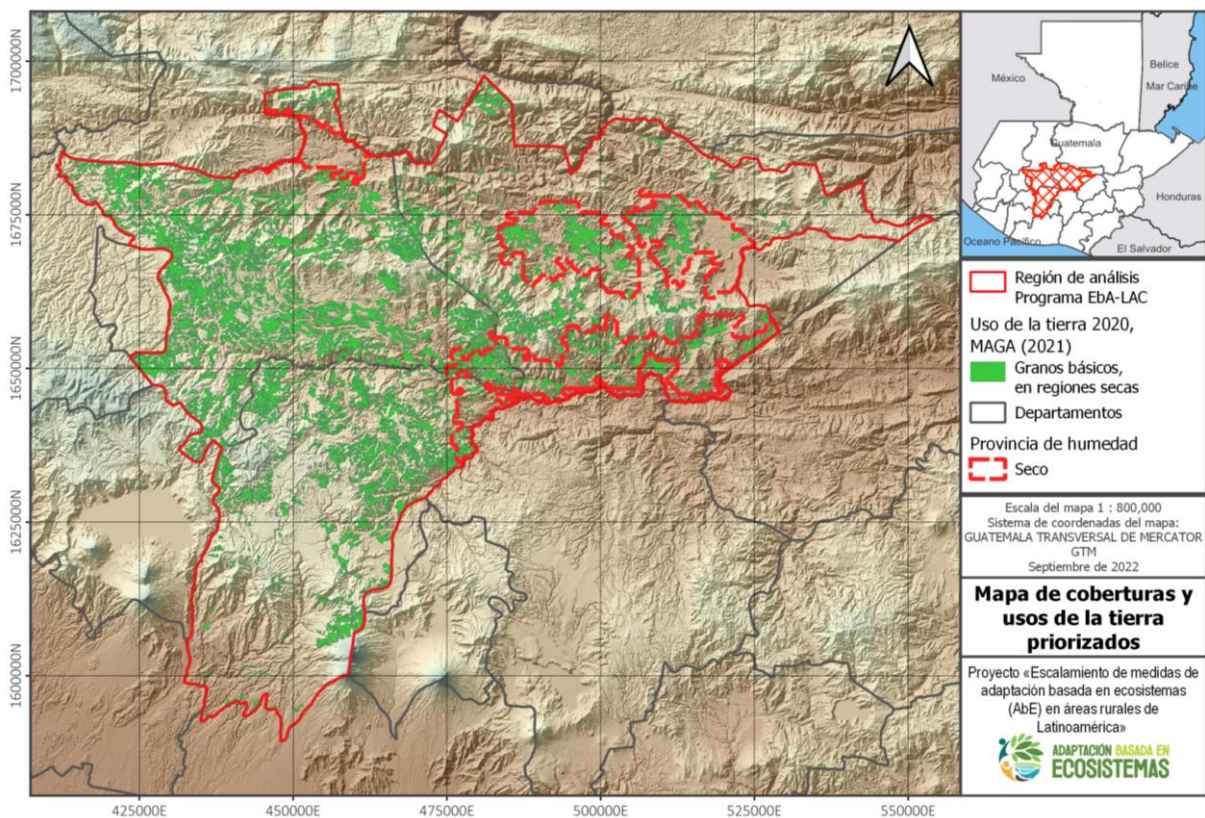 1700000N
1675000N
1650000N
1625000N
1600000N
425000E
450000E
475000E
500000E
525000E
550000E
México
Belice
Mar Caribe
Guatemala
Honduras
Oceano Pacífico
El Salvador
Región de análisis
Programa EbA-LAC
Uso de la tierra 2020,
MAGA (2021)
Granos básicos,
en regiones secas
Departamentos
Provincia de humedad
Seco
Escala del mapa 1 : 800,000
Sistema de coordenadas del mapa:
GUATEMALA TRANSVERSAL DE MERCATOR
GTM
Septiembre de 2022
Mapa de coberturas y
usos de la tierra
priorizados
Proyecto «Escalamiento de medidas de
adaptación basada en ecosistemas
(AbE) en áreas rurales de
Latinoamérica»
ADAPTACIÓN BASADA EN
ECOSISTEMAS